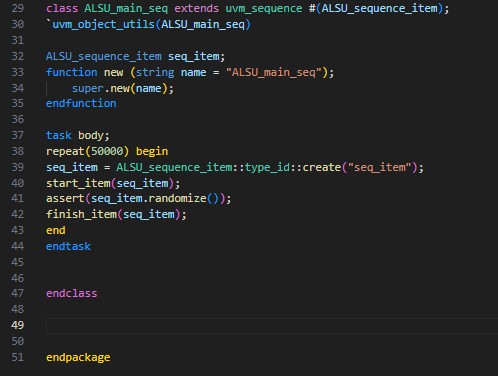 29 class ALSU_main_seq extends uvm_sequence #(ALSU_sequence_item);
30 `uvm_object_utils(ALSU_main_seq)
31
32 ALSU_sequence_item seq_item;
33 function new (string name = "ALSU_main_seq");
34     super.new(name);
35 endfunction
36
37 task body;
38 repeat(50000) begin
39 seq_item = ALSU_sequence_item::type_id::create("seq_item");
40 start_item(seq_item);
41 assert(seq_item.randomize());
42 finish_item(seq_item);
43 end
44 endtask
45
46
47 endclass
48
49
50
51 endpackage